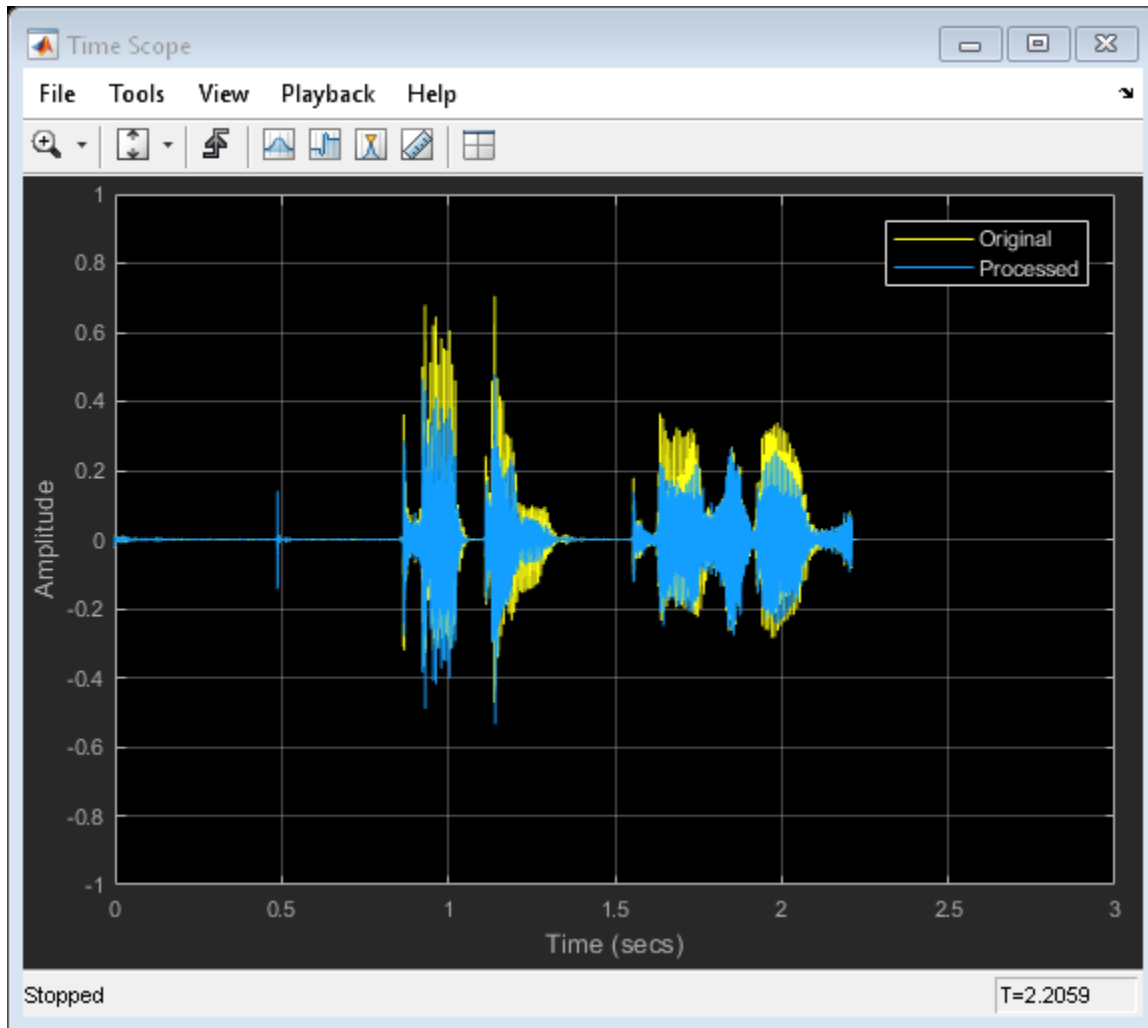 Time Scope
File Tools View Playback Help
1
0.8
0.6
0.4
0.2
0
-0.2
-0.4
-0.6
-0.8
-1
Amplitude
Original
Processed
0 0.5 1 1.5 2 2.5 3
Time (secs)
Stopped T=2.2059